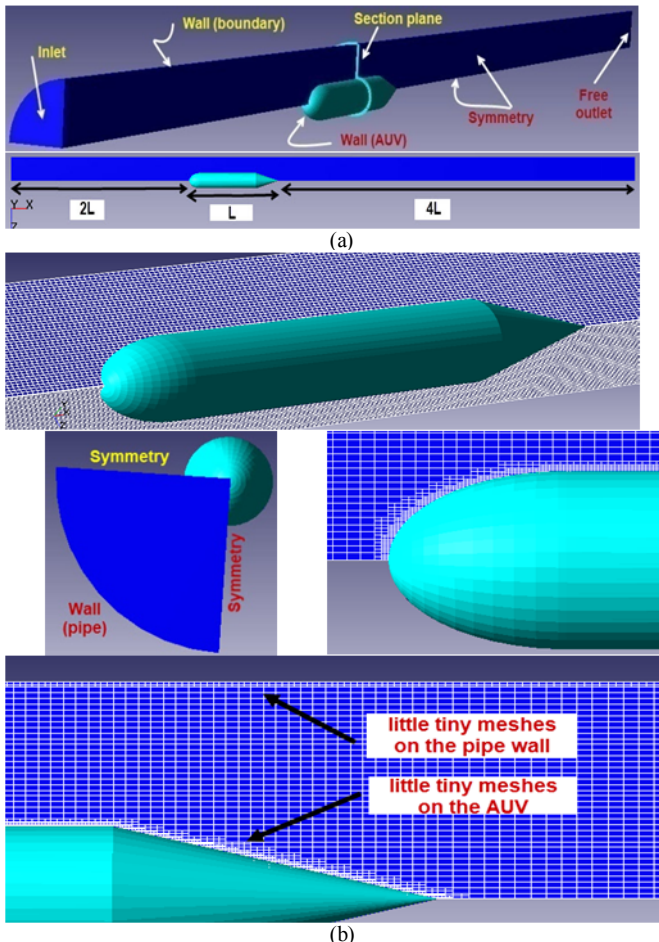 Wall (boundary)
Section plane
Inlet
Free
outlet
Symmetry
Wall (AUV)
2L
L
4L
Y X
Z
(a)
Symmetry
Symmetry
Wall
(pipe)
little tiny meshes
on the pipe wall
little tiny meshes
on the AUV
(b)